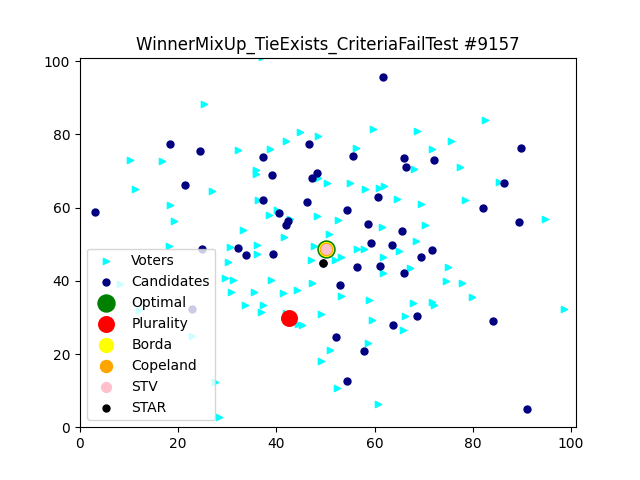 WinnerMixUp_TieExists_CriteriaFailTest #9157
100
80
60
40
20
0
Voters
Candidates
Optimal
Plurality
Borda
Copeland
STV
STAR
0 20 40 60 80 100